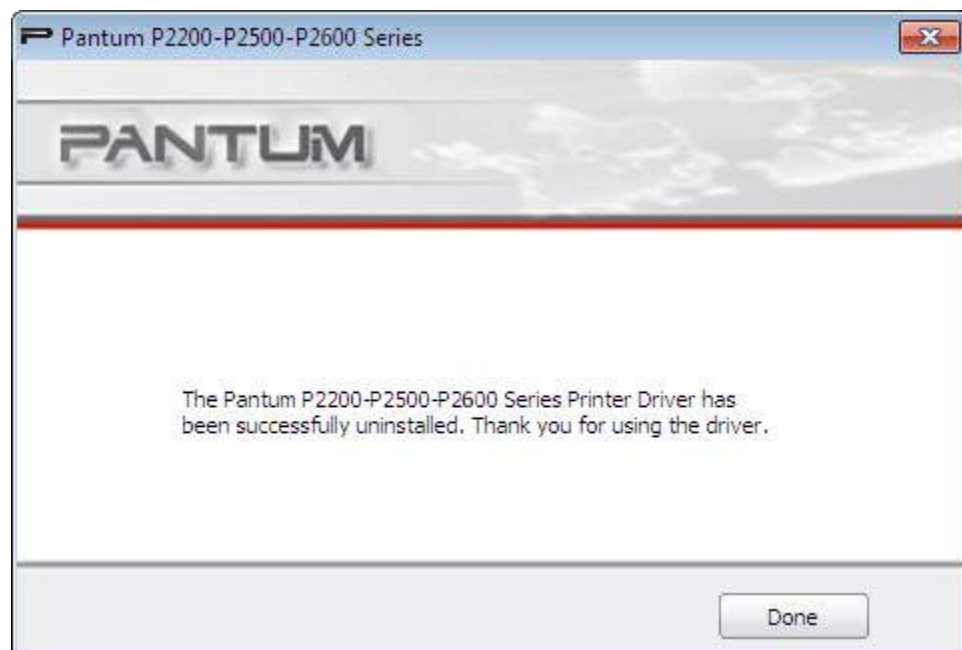 Pantum P2200-P2500-P2600 Series
PANTUM
The Pantum P2200-P2500-P2600 Series Printer Driver has
been successfully uninstalled. Thank you for using the driver.
Done